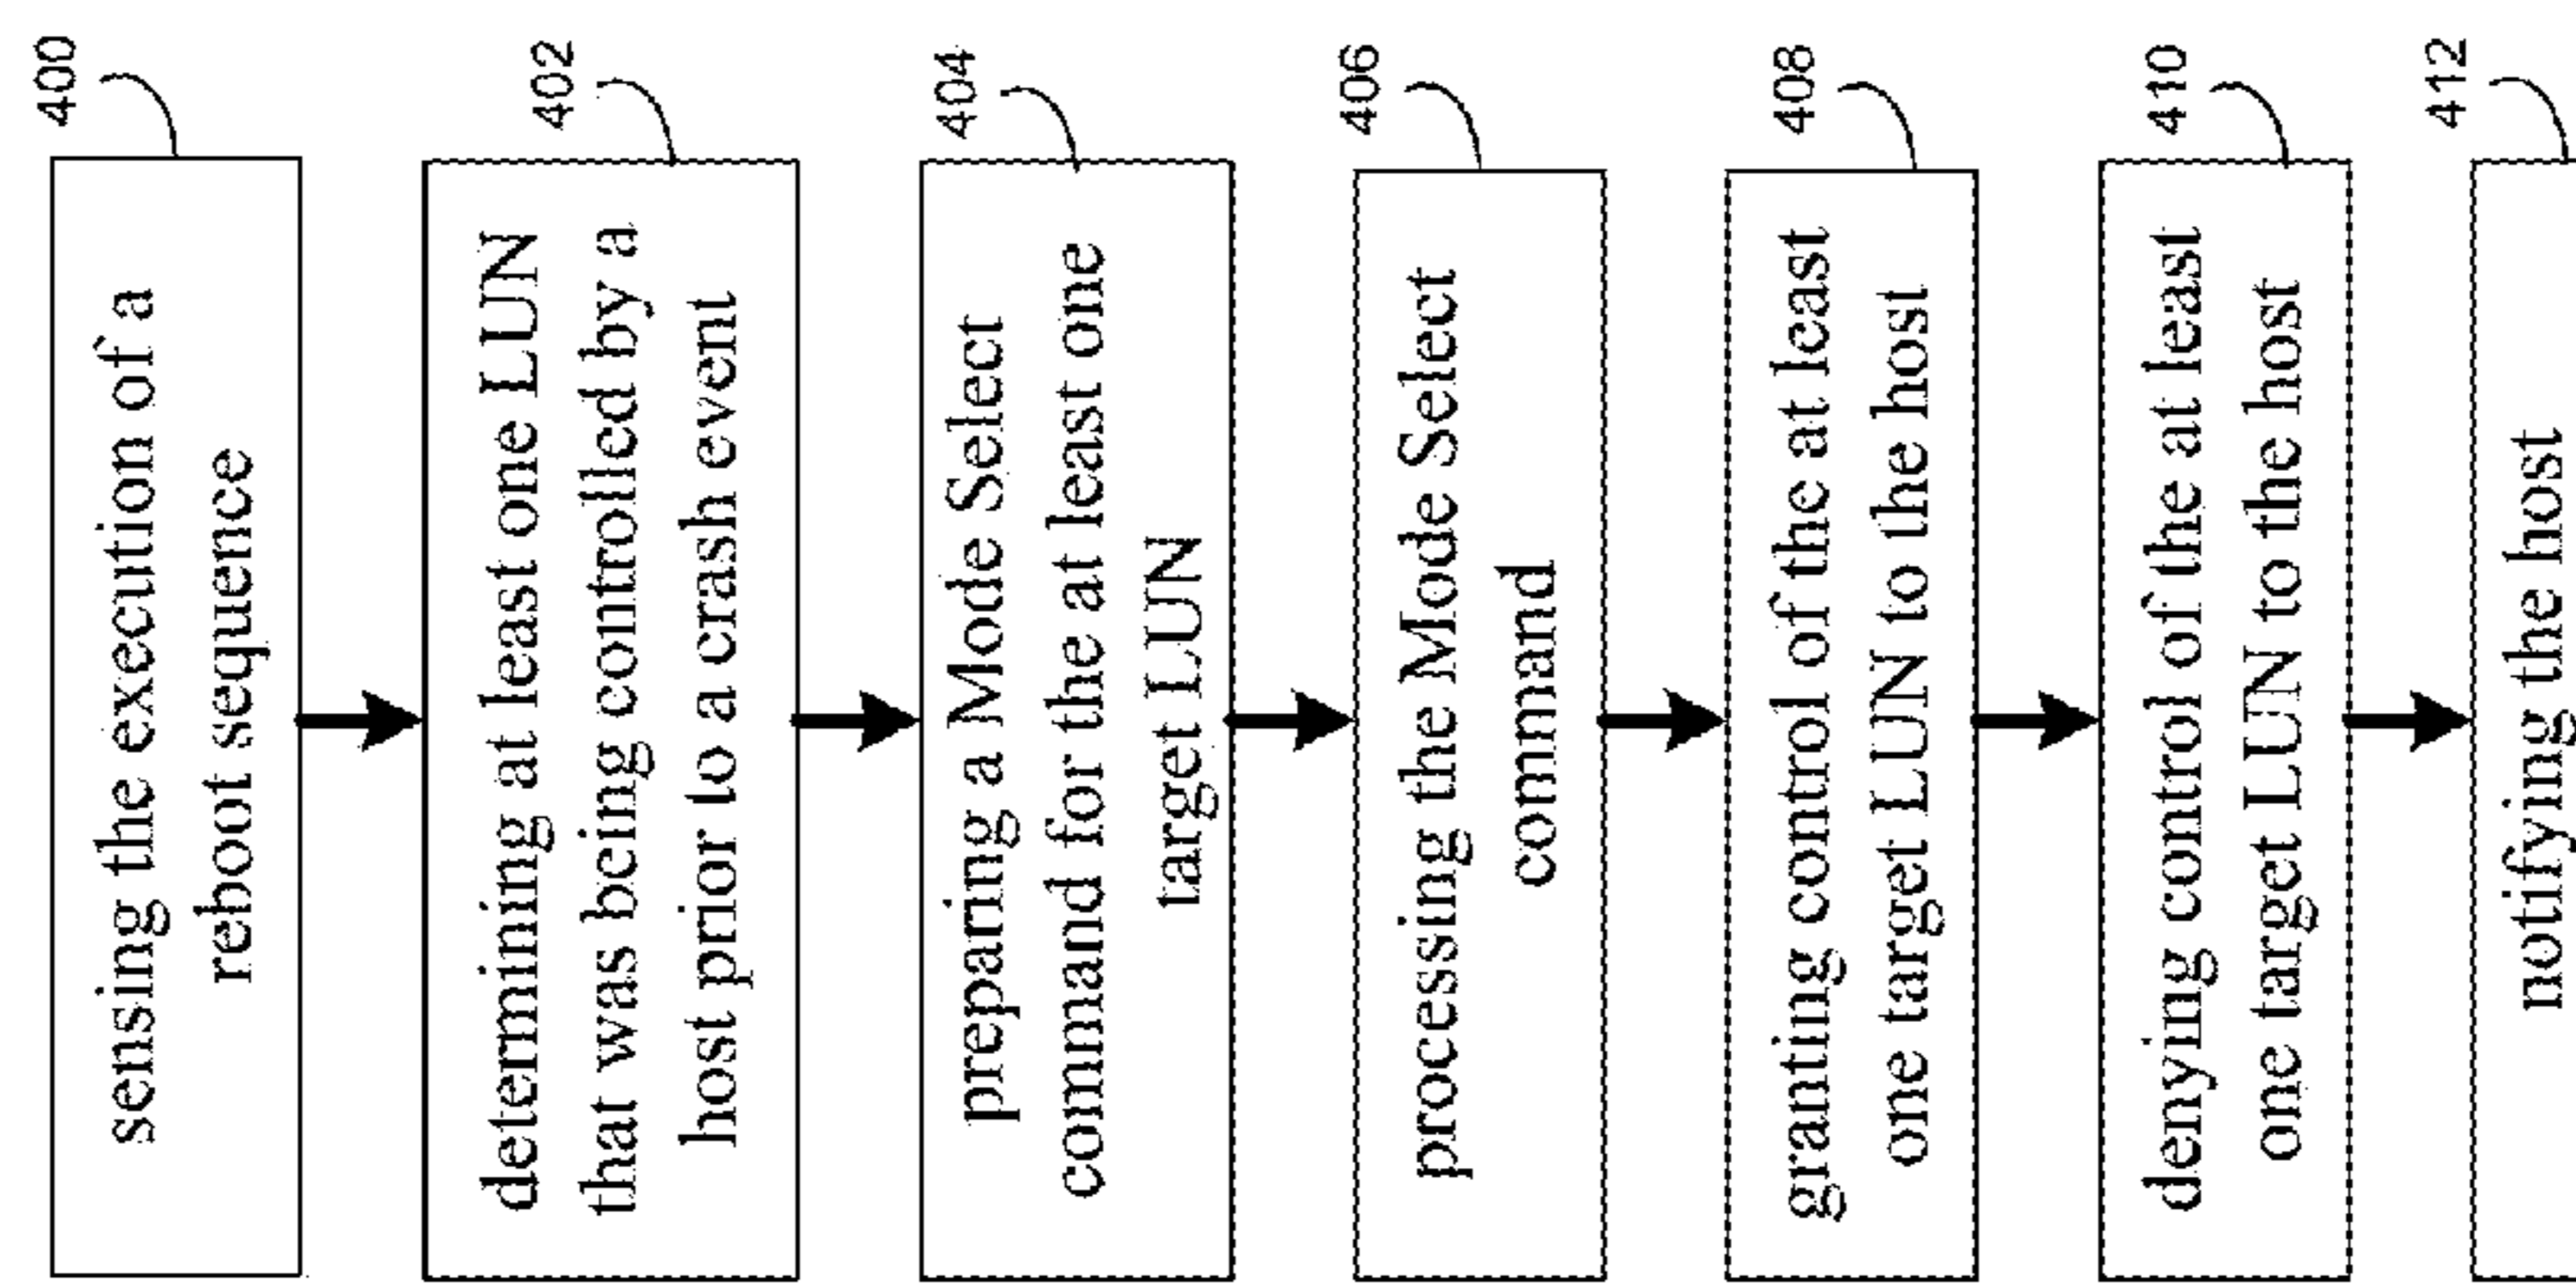 400
sensing the execution of a
reboot sequence
402
determining at least one LUN
that was being controlled by a
host prior to a crash event
404
preparing a Mode Select
command for the at least one
target LUN
406
processing the Mode Select
command
408
granting control of the at least
one target LUN to the host
410
denying control of the at least
one target LUN to the host
412
notifying the host